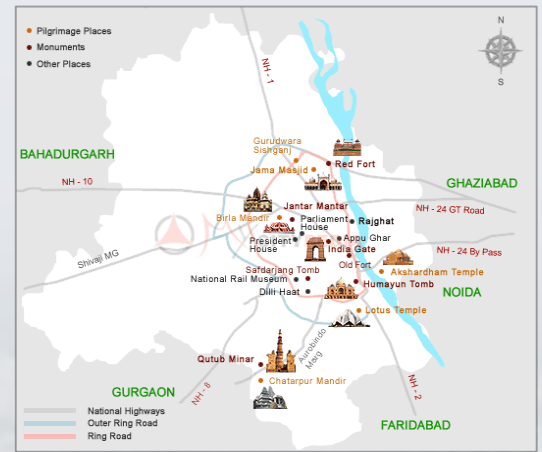 Pilgrimage Places
Monuments
Other Places
N
S
NH - 1
Gurudwara
Sishganj
Red Fort
BAHADURGARH
Jama Masjid
GHAZIABAD
NH - 10
Jantar Mantar
NH - 24 GT Road
Birla Mandir
Parliament
House
Rajghat
President
House
Appu Ghar
India Gate
NH - 24 By Pass
Shivaji MG
Old Fort
Safdarjang Tomb
Akshardham Temple
National Rail Museum
Humayun Tomb
Dilli Haat
NOIDA
Lotus Temple
Aurobindo
Marg
Qutub Minar
Chatarpur Mandir
GURGAON
NH - 8
NH - 2
FARIDABAD
National Highways
Outer Ring Road
Ring Road